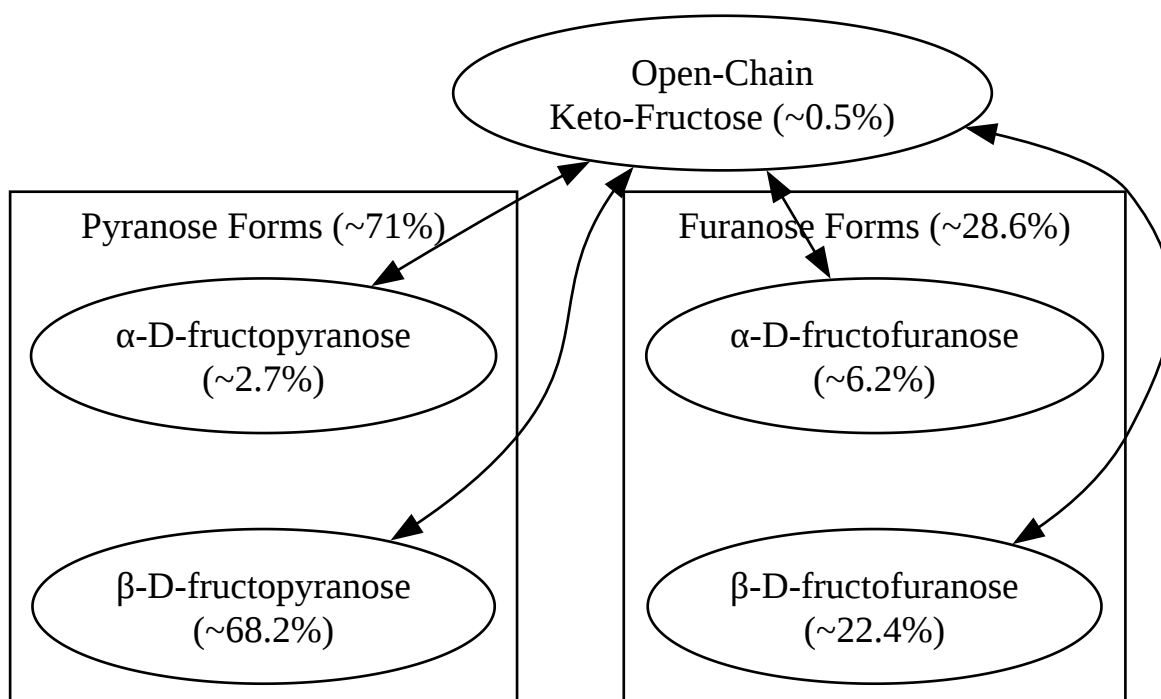 Open-Chain
Keto-Fructose (~0.5%)
Pyranose Forms (~71%)
Furanose Forms (~28.6%)
α-D-fructopyranose
(~2.7%)
α-D-fructofuranose
(~6.2%)
β-D-fructopyranose
(~68.2%)
β-D-fructofuranose
(~22.4%)